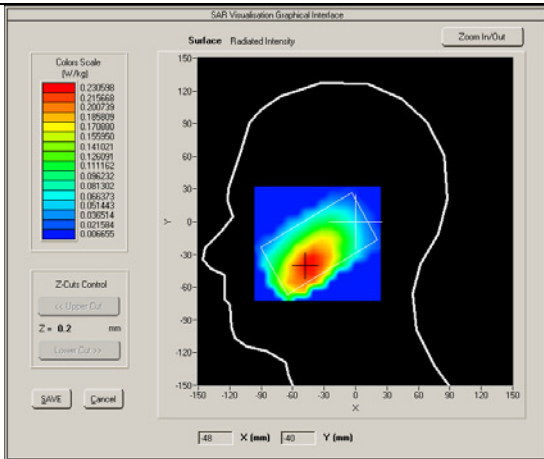 SAR Visualisation Graphical Interface
Surface Radiated Intensity
Zoom In/Out
Colors Scale
(W/kg)
0.230598
0.215668
0.200739
0.185809
0.170880
0.155950
0.141021
0.126091
0.111162
0.096232
0.081302
0.066373
0.051443
0.036514
0.021584
0.006655
Z-Cuts Control
<< Upper Cut
Z = 0.2 mm
Lower Cut >>
SAVE Cancel
150
120
90
60
30
0
-30
-60
-90
-120
-150
Y
-150 -120 -90 -60 -30 0 30 60 90 120 150
X
-48 X (mm) -40 Y (mm)